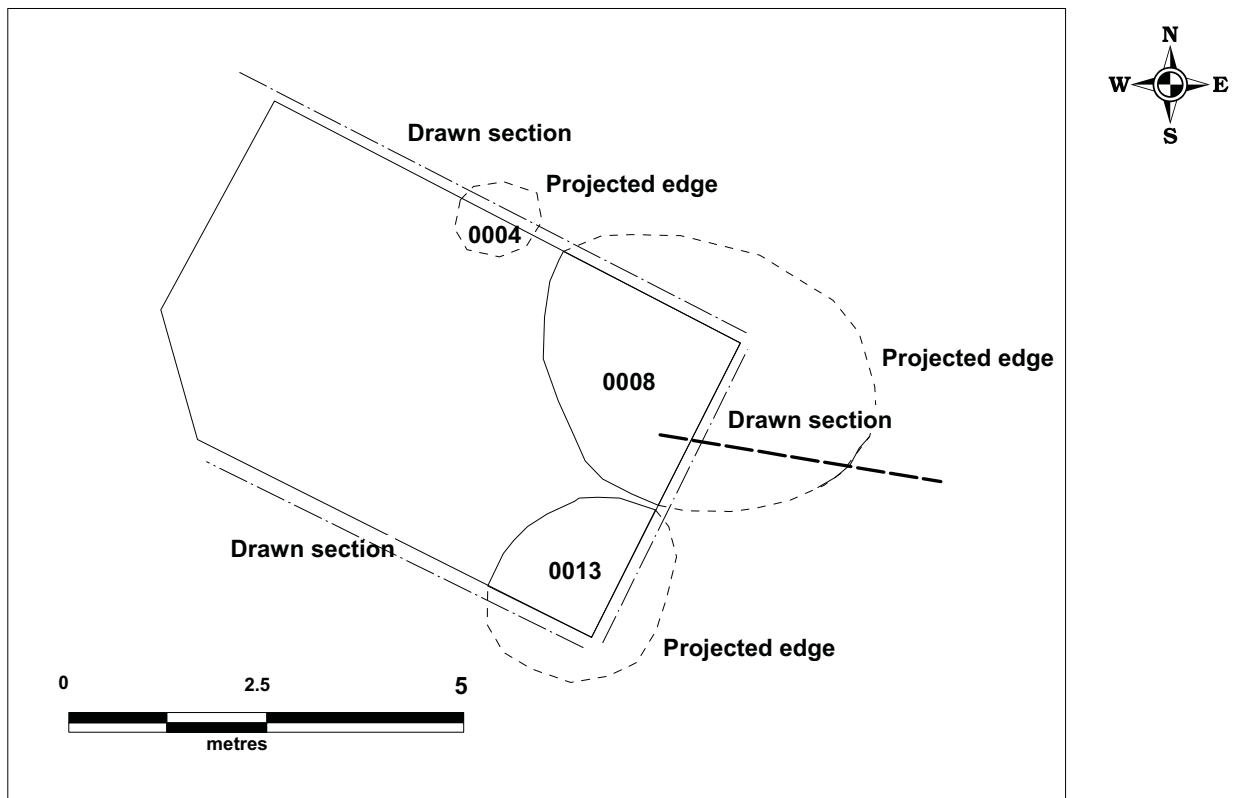 N
W E
S
Drawn section
Projected edge
0004
Projected edge
0008
Drawn section
Drawn section
0013
Projected edge
0 2.5 5
metres